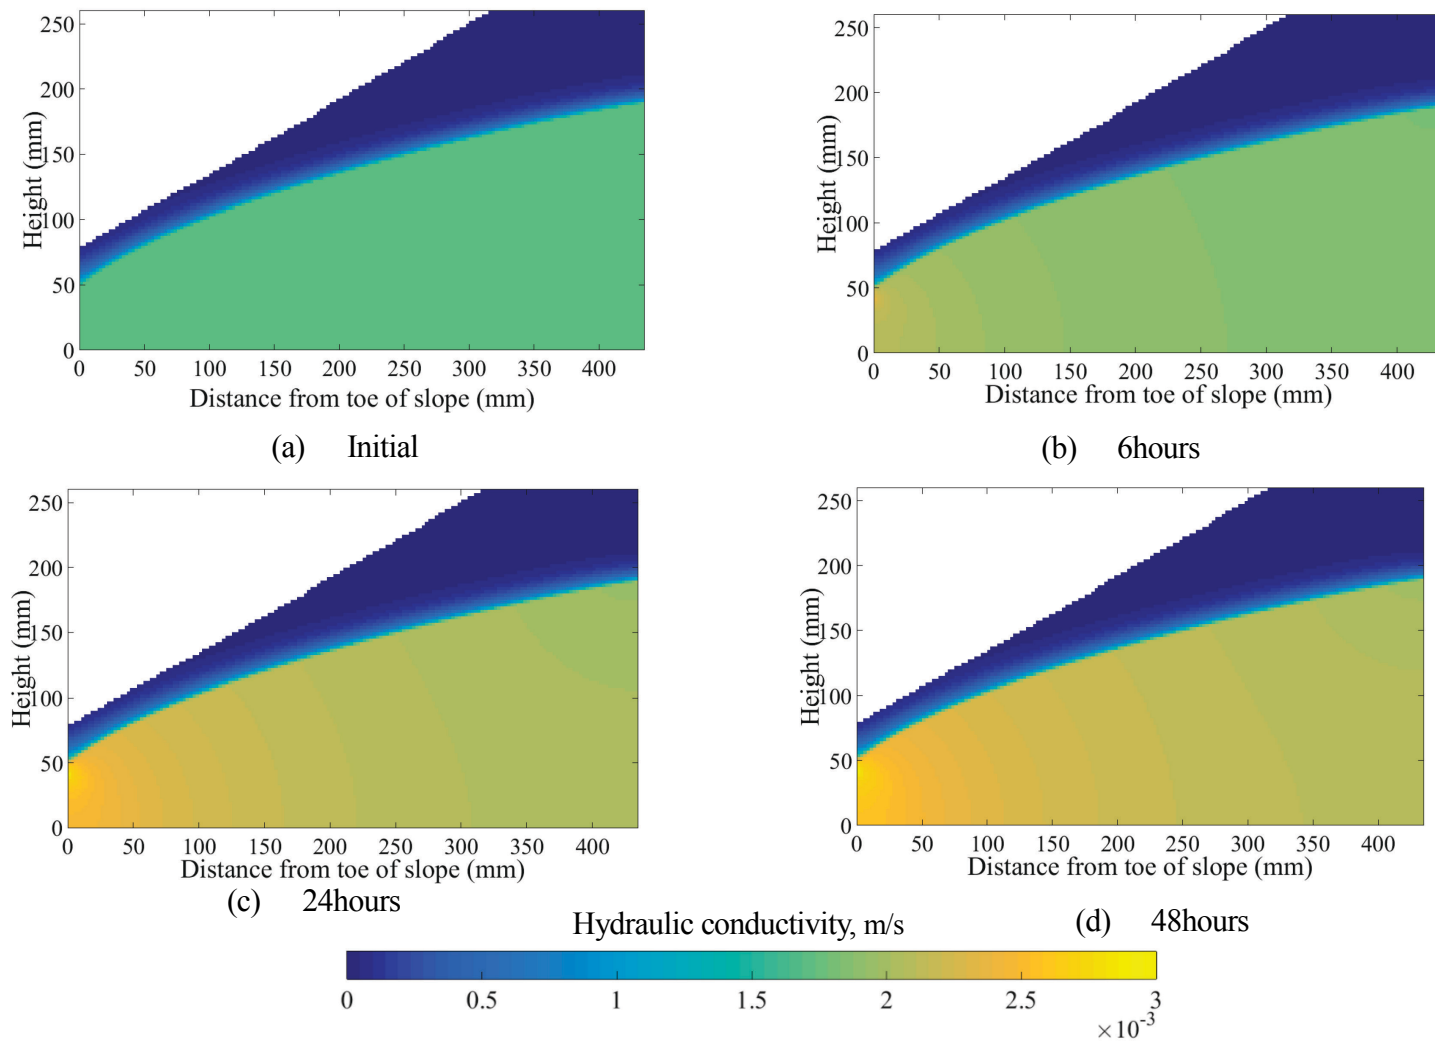 250
200
150
100
50
0
Height (mm)
0 50 100 150 200 250 300 350 400
Distance from toe of slope (mm)
(a) Initial
250
200
150
100
50
0
Height (mm)
0 50 100 150 200 250 300 350 400
Distance from toe of slope (mm)
(b) 6hours
250
200
150
100
50
0
Height (mm)
0 50 100 150 200 250 300 350 400
Distance from toe of slope (mm)
(c) 24hours
250
200
150
100
50
0
Height (mm)
0 50 100 150 200 250 300 350 400
Distance from toe of slope (mm)
(d) 48hours
Hydraulic conductivity, m/s
0 0.5 1 1.5 2 2.5 3
×10⁻³